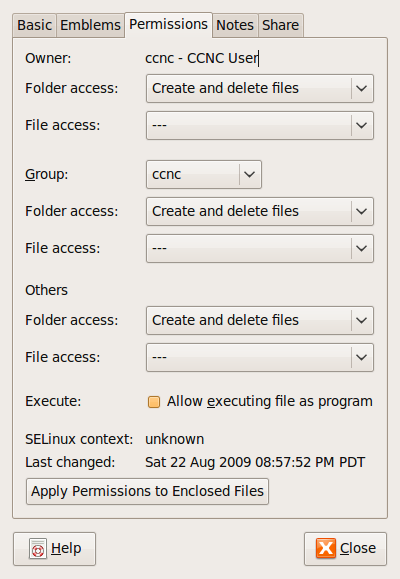 Basic Emblems Permissions Notes Share
Owner: ccnc - CCNC User
Folder access: Create and delete files
File access: ---
Group: ccnc
Folder access: Create and delete files
File access: ---
Others
Folder access: Create and delete files
File access: ---
Execute: Allow executing file as program
SELinux context: unknown
Last changed: Sat 22 Aug 2009 08:57:52 PM PDT
Apply Permissions to Enclosed Files
Help Close